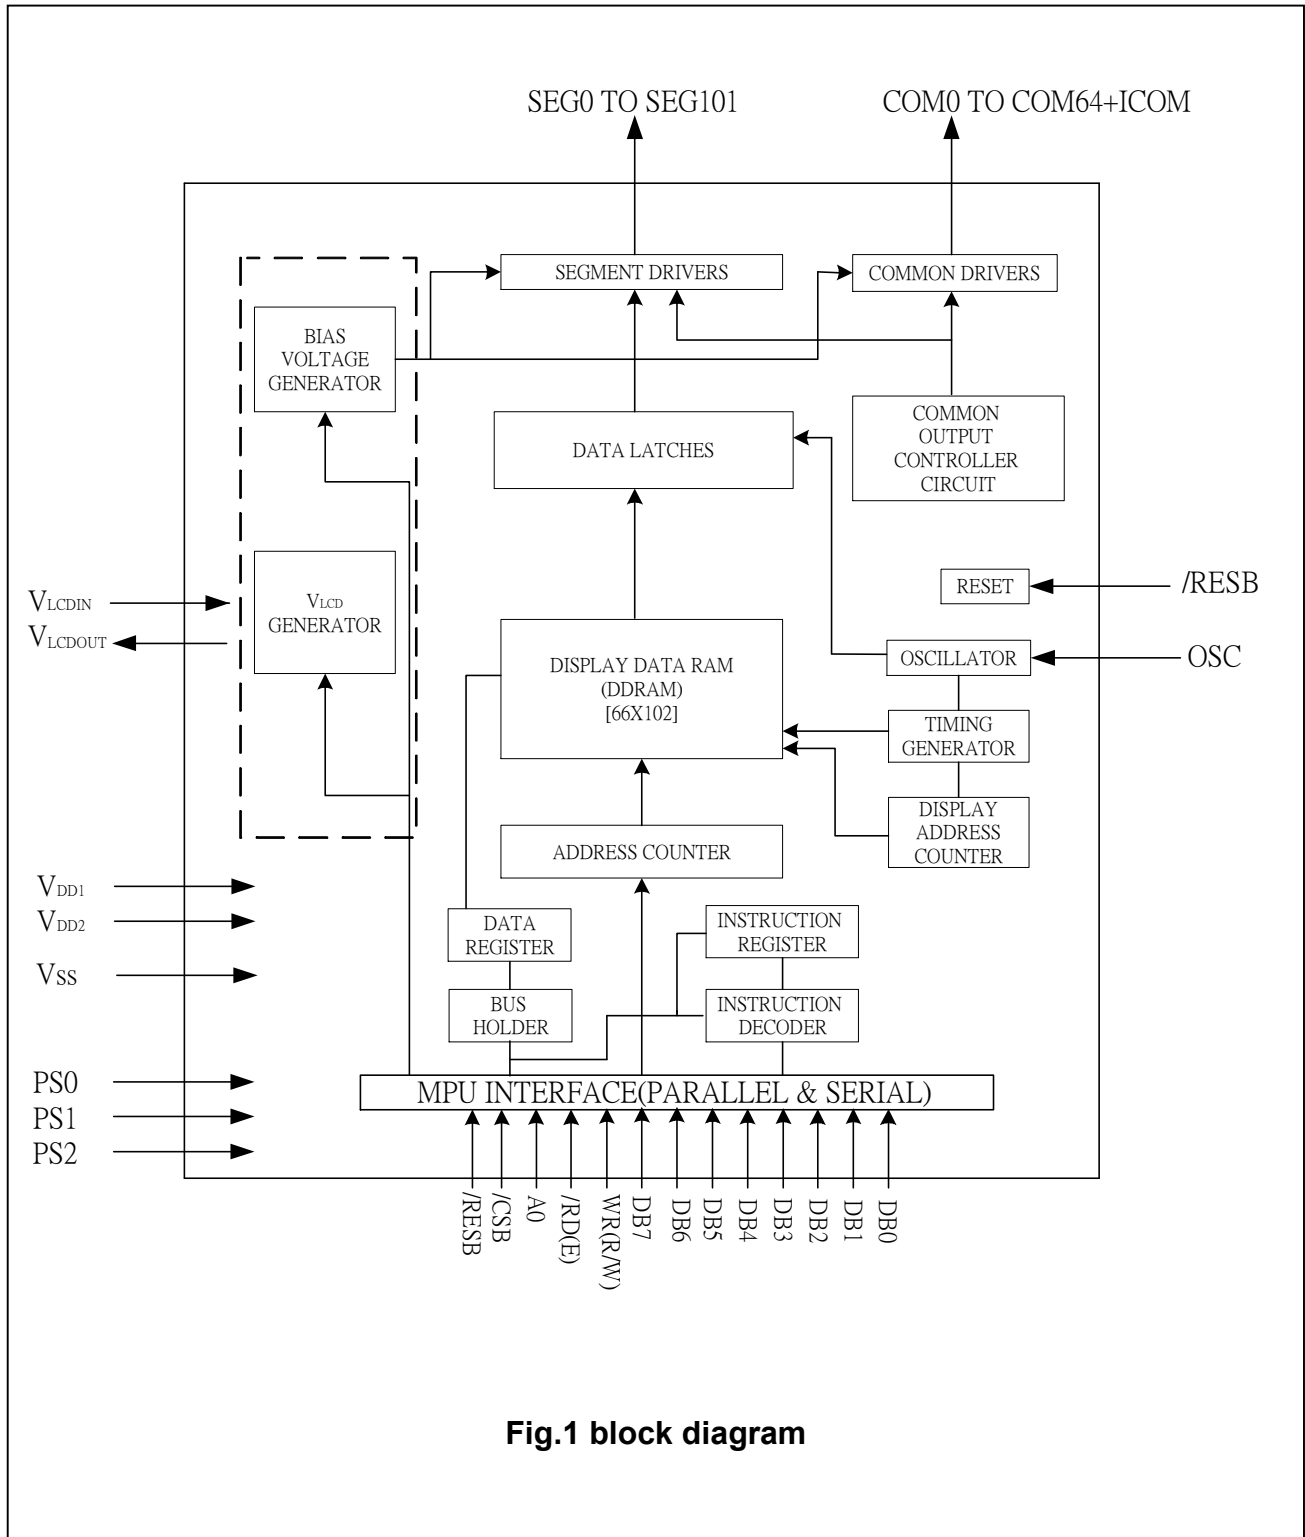 SEG0 TO SEG101
COM0 TO COM64+ICOM
SEGMENT DRIVERS
COMMON DRIVERS
BIAS
VOLTAGE
GENERATOR
COMMON
OUTPUT
CONTROLLER
CIRCUIT
DATA LATCHES
VLCDIN
VLCDOUT
VLCD
GENERATOR
RESET
/RESB
OSCILLATOR
OSC
DISPLAY DATA RAM
(DDRAM)
[66X102]
TIMING
GENERATOR
DISPLAY
ADDRESS
COUNTER
ADDRESS COUNTER
VDD1
VDD2
VSS
DATA
REGISTER
INSTRUCTION
REGISTER
BUS
HOLDER
INSTRUCTION
DECODER
PS0
PS1
PS2
MPU INTERFACE(PARALLEL & SERIAL)
/RESB
/CSB
A0
/RD(E)
WR(R/W)
DB7
DB6
DB5
DB4
DB3
DB2
DB1
DB0
Fig.1 block diagram